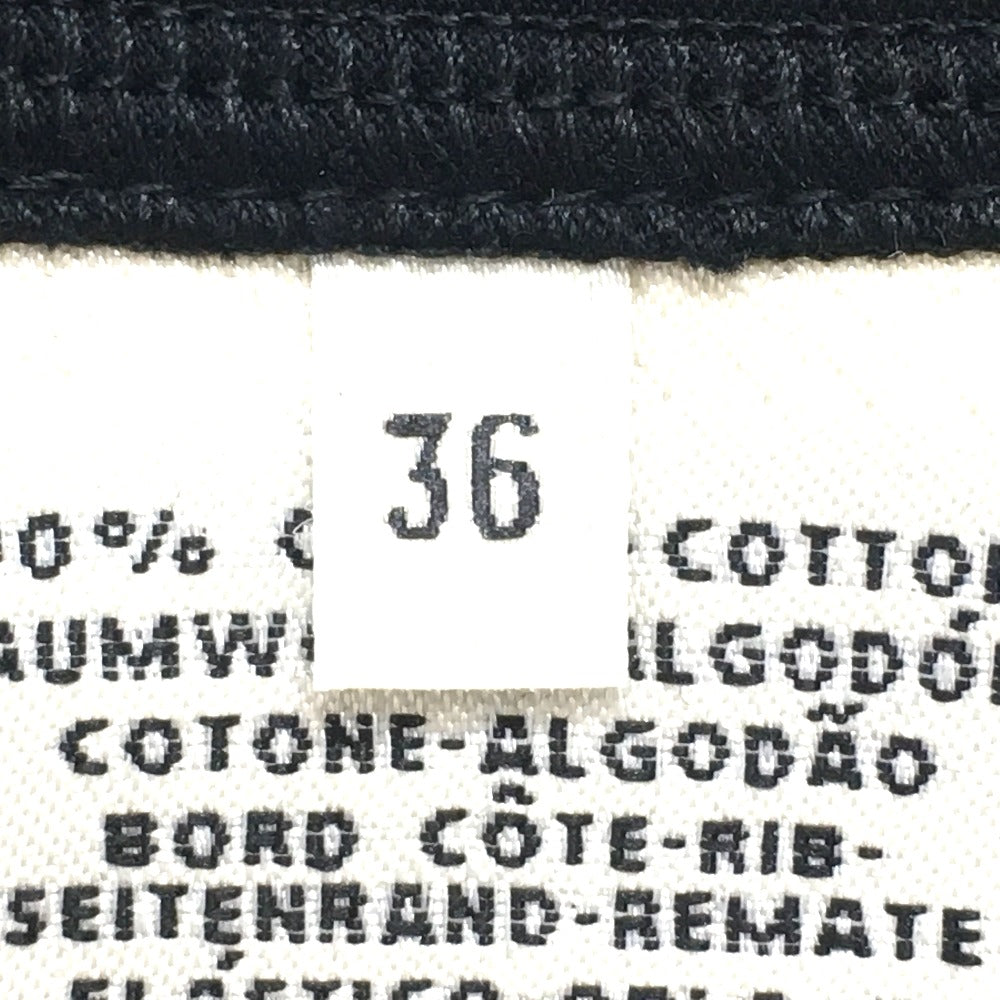 36
% COTTO
COTONE-ALGODÃO
BORD CÔTE-RIB-
SEITENRAND-REMATE